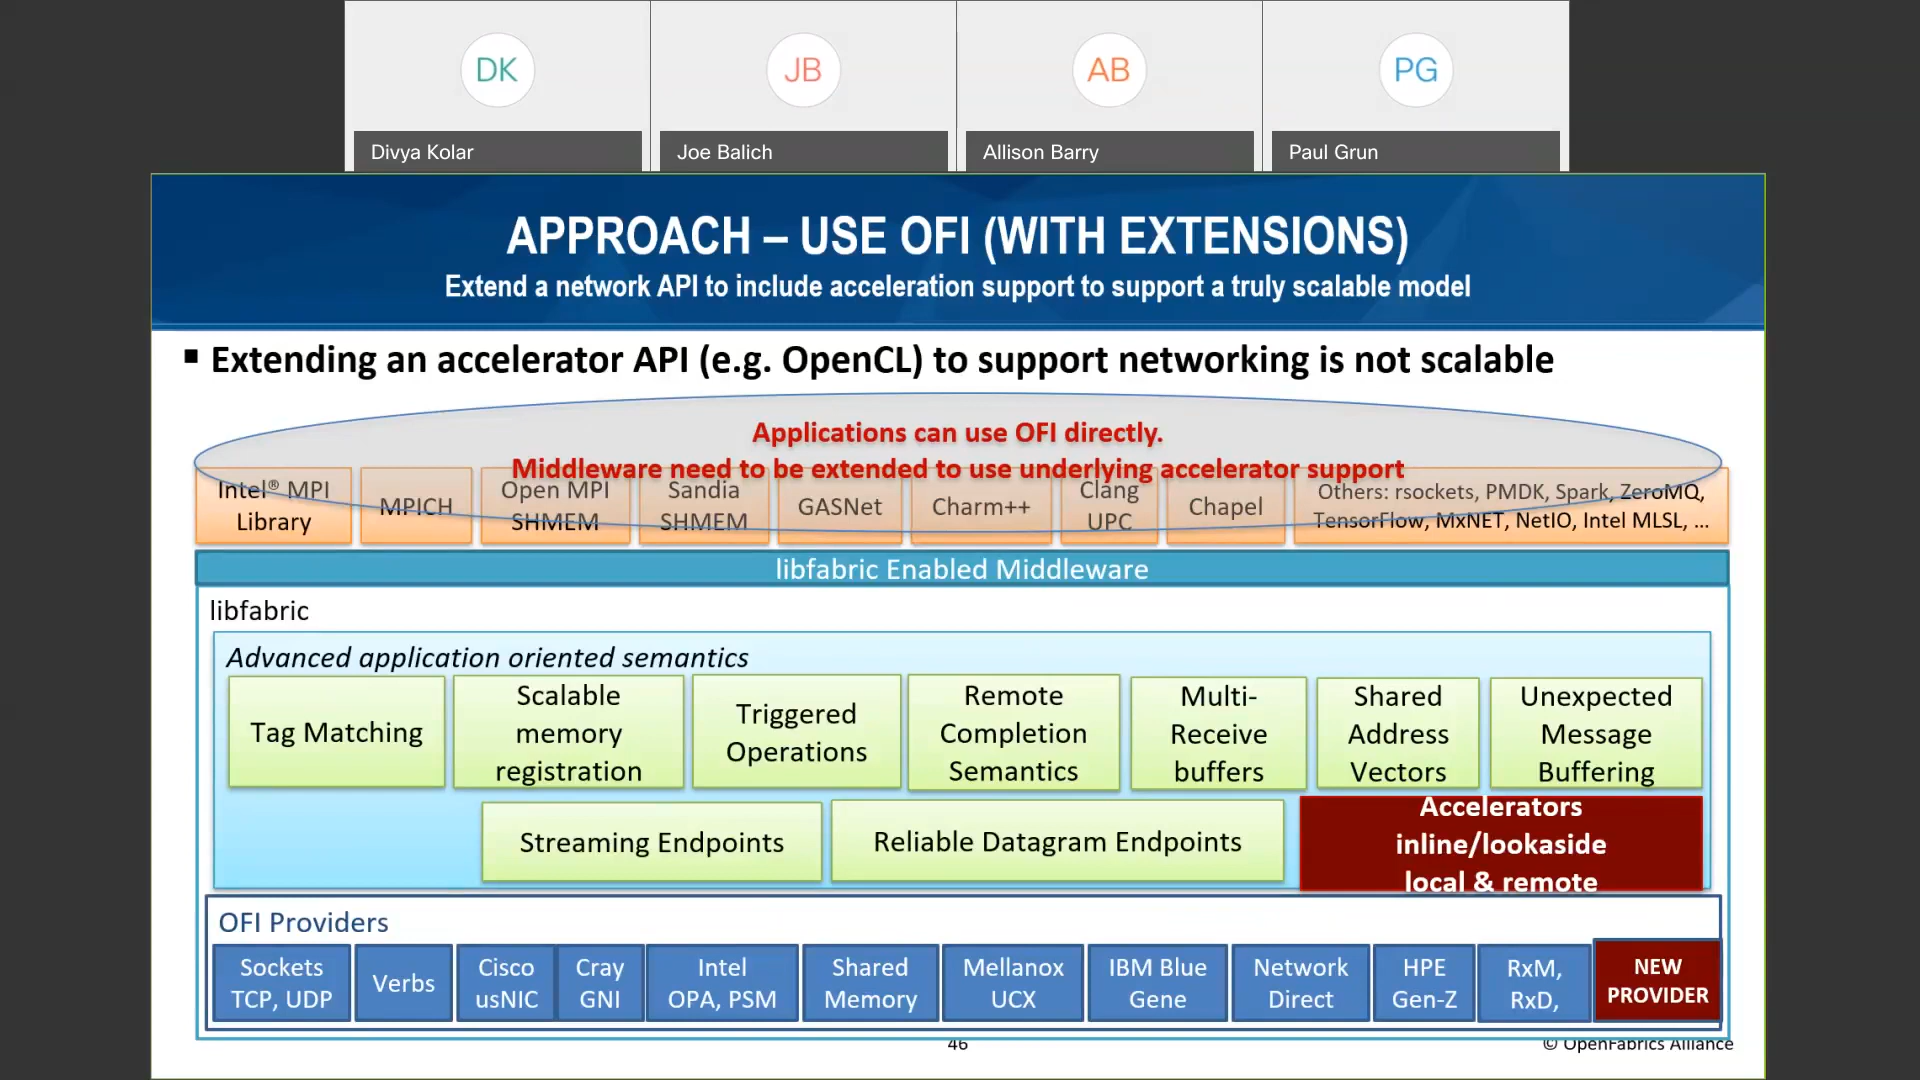 DK
JB
AB
PG
Divya Kolar
Joe Balich
Allison Barry
Paul Grun
APPROACH – USE OFI (WITH EXTENSIONS)
Extend a network API to include acceleration support to support a truly scalable model
▪ Extending an accelerator API (e.g. OpenCL) to support networking is not scalable
Applications can use OFI directly.
Middleware need to be extended to use underlying accelerator support
Intel® MPI
Library
MPICH
Open MPI
SHMEM
Sandia
SHMEM
GASNet
Charm++
Clang
UPC
Chapel
Others: rsockets, PMDK, Spark, ZeroMQ,
TensorFlow, MxNET, NetIO, Intel MLSL, ...
libfabric Enabled Middleware
libfabric
Advanced application oriented semantics
Tag Matching
Scalable
memory
registration
Triggered
Operations
Remote
Completion
Semantics
Multi-
Receive
buffers
Shared
Address
Vectors
Unexpected
Message
Buffering
Streaming Endpoints
Reliable Datagram Endpoints
Accelerators
inline/lookaside
local & remote
OFI Providers
Sockets
TCP, UDP
Verbs
Cisco
usNIC
Cray
GNI
Intel
OPA, PSM
Shared
Memory
Mellanox
UCX
IBM Blue
Gene
Network
Direct
HPE
Gen-Z
RxM,
RxD,
NEW
PROVIDER
46
© OpenFabrics Alliance